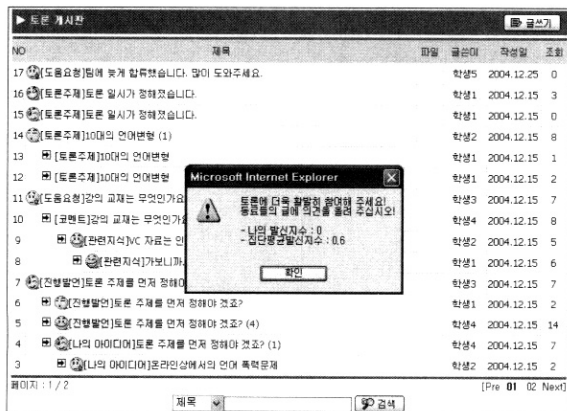 ▶ 토론 게시판 글쓰기
NO 제목 파일 글쓴이 작성일 조회
17 [도움요청]팀에 늦게 합류했습니다. 많이 도와주세요. 학생5 2004.12.25 0
16 [토론주제]토론 일시가 정해졌습니다. 학생1 2004.12.15 3
15 [토론주제]토론 일시가 정해졌습니다. 학생1 2004.12.15 0
14 [토론주제]10대의 언어변형 (1) 학생2 2004.12.15 8
13 [토론주제]10대의 언어변형 학생1 2004.12.15 1
12 [토론주제]10대의 언어변형 학생1 2004.12.15 2
11 [도움요청]강의 교재는 무엇인가요 학생3 2004.12.15 7
10 [코멘트]강의 교재는 무엇인가 학생4 2004.12.15 8
9 [관련지식]VC 자료는 인 학생2 2004.12.15 5
8 [관련지식]가보니까. 학생1 2004.12.15 6
7 [진행발언]토론 주제를 먼저 정해야 학생3 2004.12.15 7
6 [진행발언]토론 주제를 먼저 정해야 겠죠? 학생1 2004.12.15 2
5 [진행발언]토론 주제를 먼저 정해야 겠죠? (4) 학생4 2004.12.15 14
4 [나의 아이디어]토론 주제를 먼저 정해야 겠죠? (1) 학생4 2004.12.15 7
3 [나의 아이디어]온라인상에서의 언어 폭력문제 학생2 2004.12.15 2
페이지 : 1 / 2 [Pre 01 02 Next]
제목 검색
Microsoft Internet Explorer
토론에 더욱 활발히 참여해 주세요!
동료들의 글에 의견을 올려 주십시오!
- 나의 발신지수 : 0
- 집단평균발신지수 : 0.6
확인